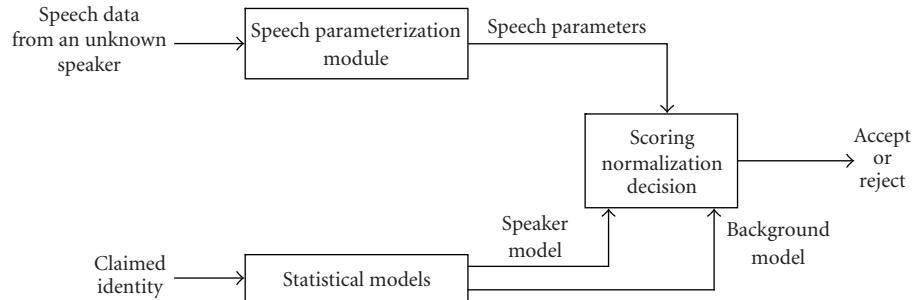 Speech data
from an unknown
speaker
Speech parameterization
module
Speech parameters
Scoring
normalization
decision
Accept
or
reject
Speaker
model
Background
model
Claimed
identity
Statistical models